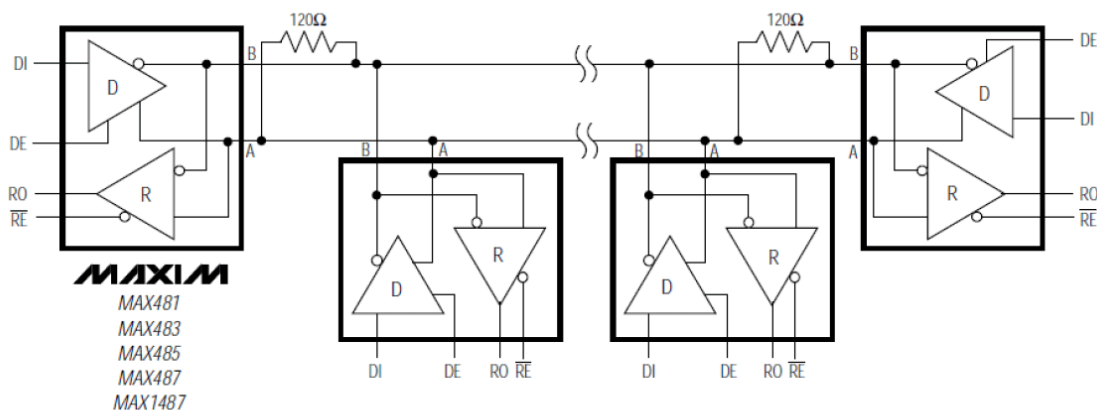 120Ω
120Ω
DE
B
B
DI
D
D
DI
DE
A
A
B
A
B
A
RO
R
R
RO
RE
RE
R
R
D
D
MAXIM
MAX481
MAX483
MAX485
MAX487
MAX1487
DI DE RO RE
DI DE RO RE